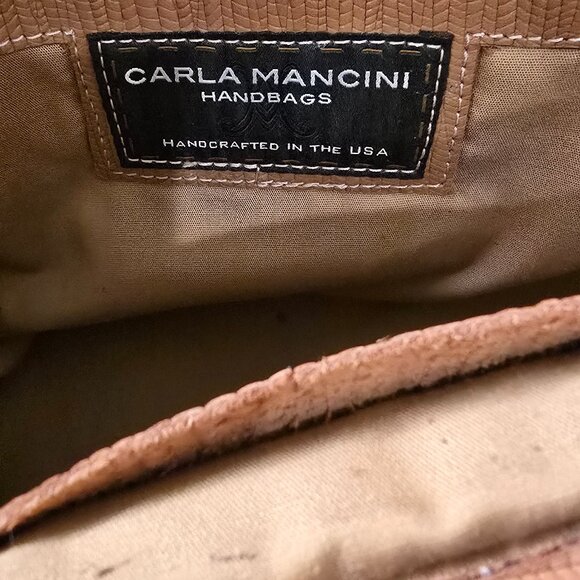 CARLA MANCINI
HANDBAGS
HANDCRAFTED IN THE USA